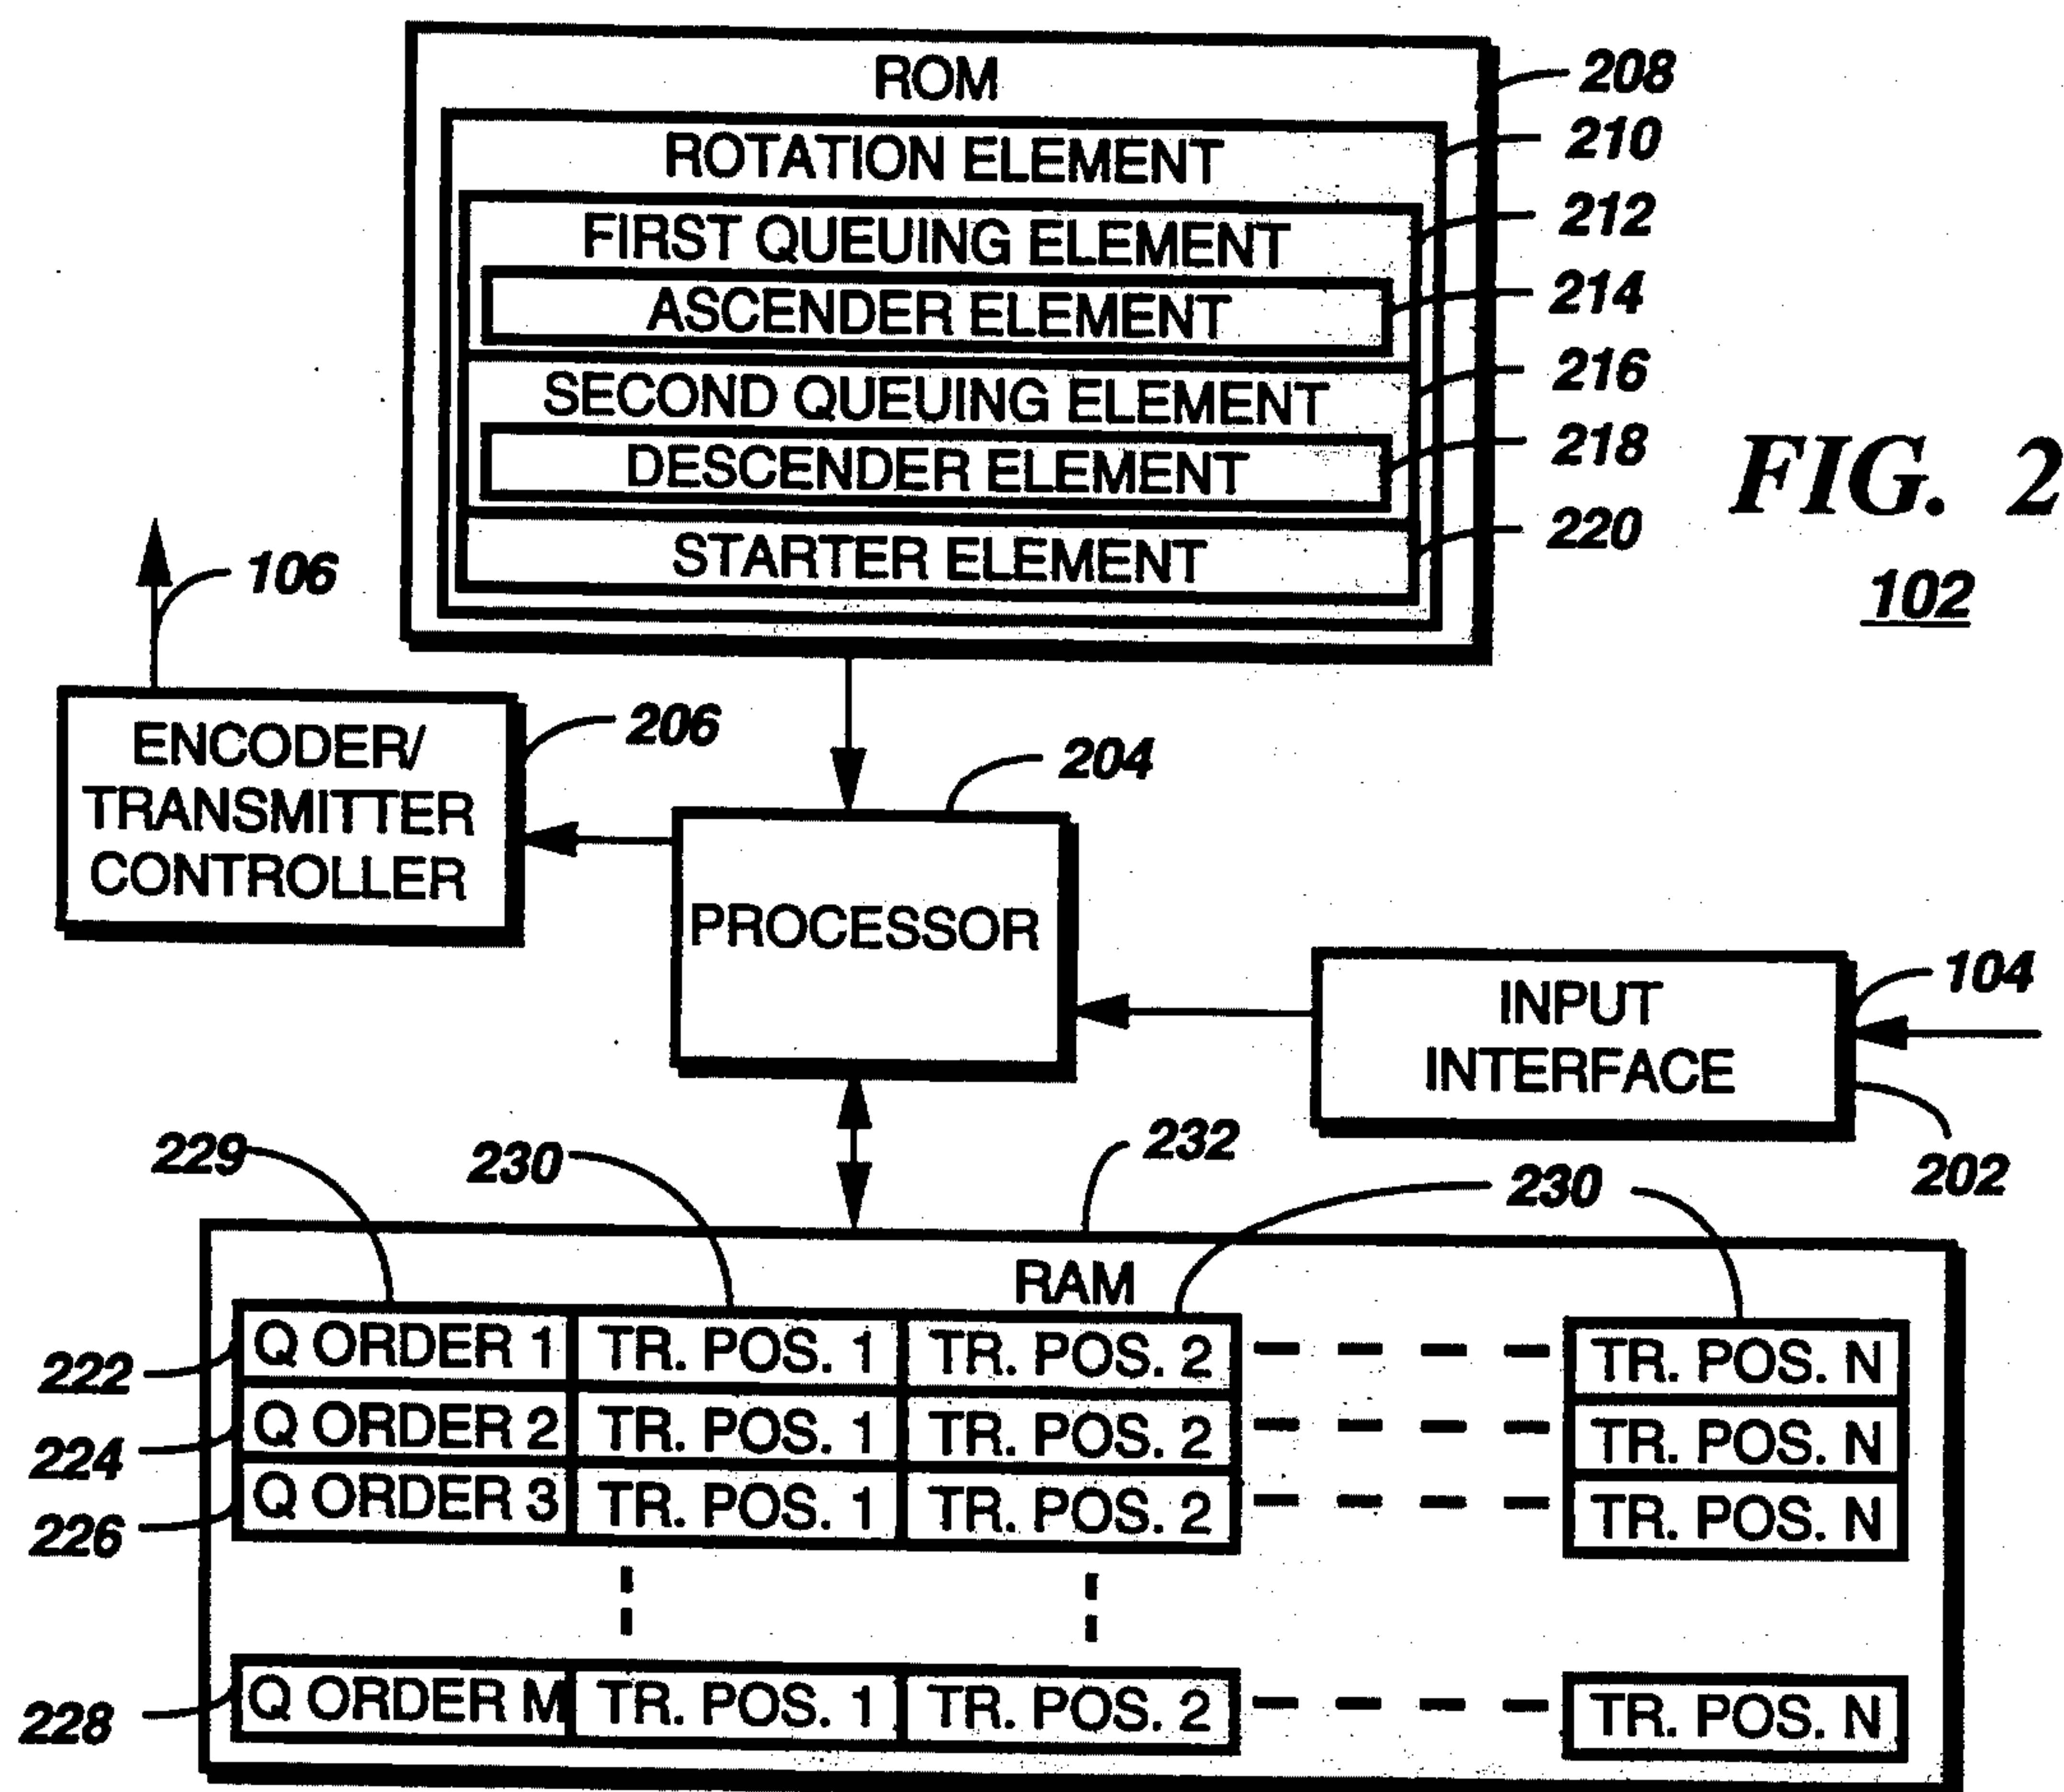 ROM
208
ROTATION ELEMENT
210
FIRST QUEUING ELEMENT
212
ASCENDER ELEMENT
214
SECOND QUEUING ELEMENT
216
DESCENDER ELEMENT
218
STARTER ELEMENT
220
FIG. 2
102
106
ENCODER/
TRANSMITTER
CONTROLLER
206
204
PROCESSOR
INPUT
INTERFACE
104
202
229
230
232
230
RAM
222
Q ORDER 1 TR. POS. 1 TR. POS. 2 TR. POS. N
224
Q ORDER 2 TR. POS. 1 TR. POS. 2 TR. POS. N
226
Q ORDER 3 TR. POS. 1 TR. POS. 2 TR. POS. N
228
Q ORDER M TR. POS. 1 TR. POS. 2 TR. POS. N